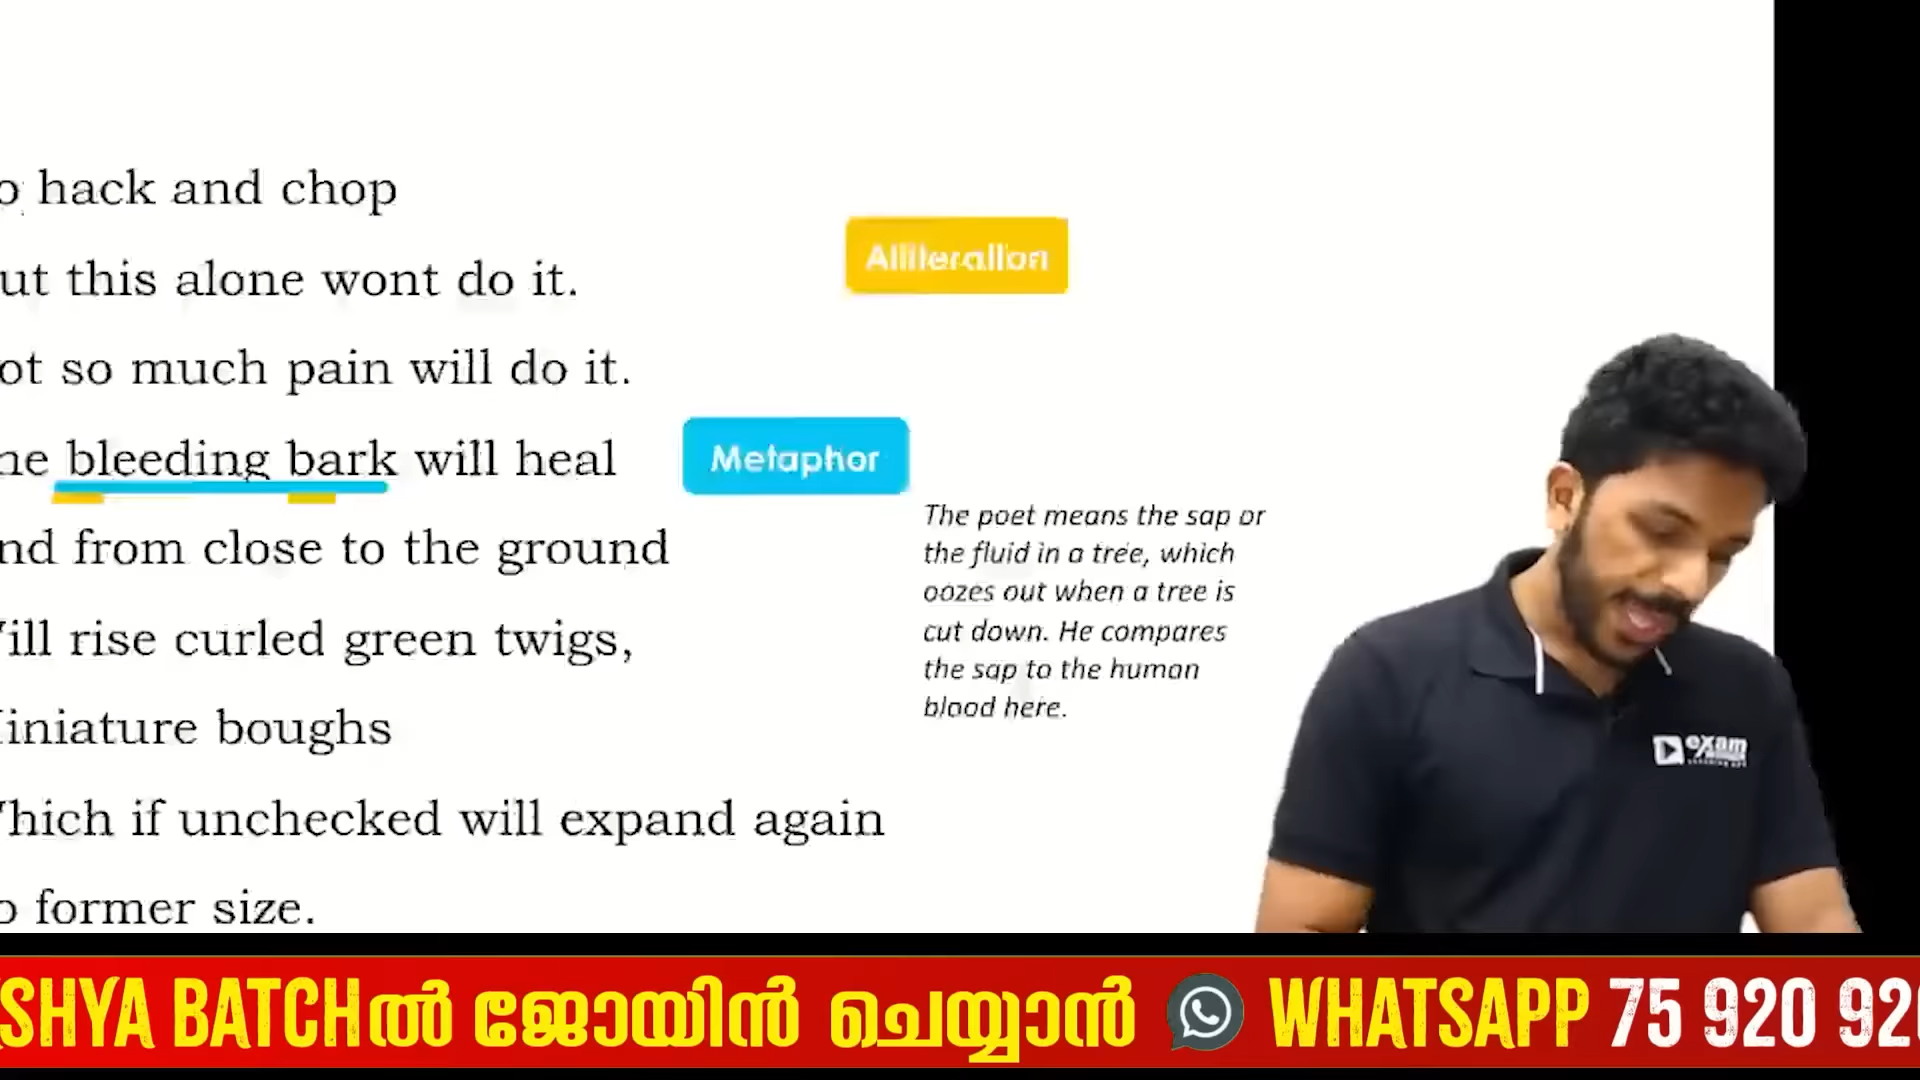 hack and chop
Alliteration
ut this alone wont do it.
ot so much pain will do it.
he bleeding bark will heal
Metaphor
The poet means the sap or
the fluid in a tree, which
oozes out when a tree is
cut down. He compares
the sap to the human
blood here.
nd from close to the ground
ill rise curled green twigs,
iniature boughs
hich if unchecked will expand again
o former size.
exam
SHYA BATCHൽ ജോയിൻ ചെയ്യാൻ WHATSAPP 75 920 92